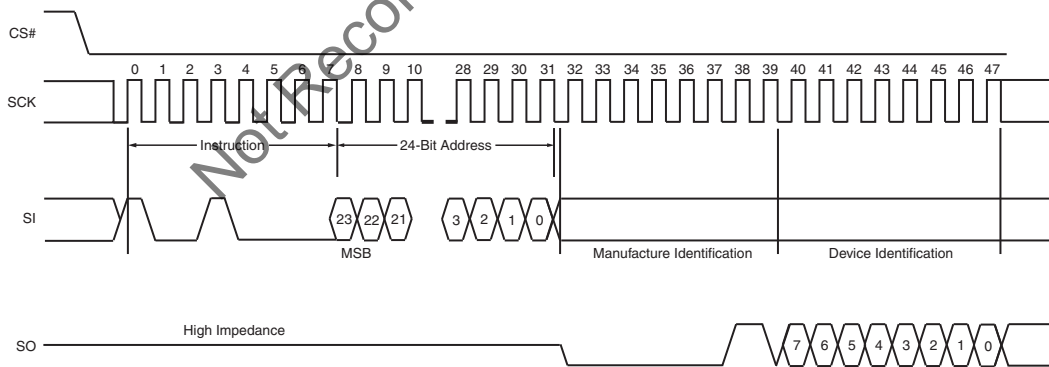 CS#
0 1 2 3 4 5 6 7 8 9 10 28 29 30 31 32 33 34 35 36 37 38 39 40 41 42 43 44 45 46 47
SCK
Instruction 24-Bit Address
SI 23 22 21 3 2 1 0
MSB Manufacture Identification Device Identification
High Impedance
SO 7 6 5 4 3 2 1 0
Not Recor